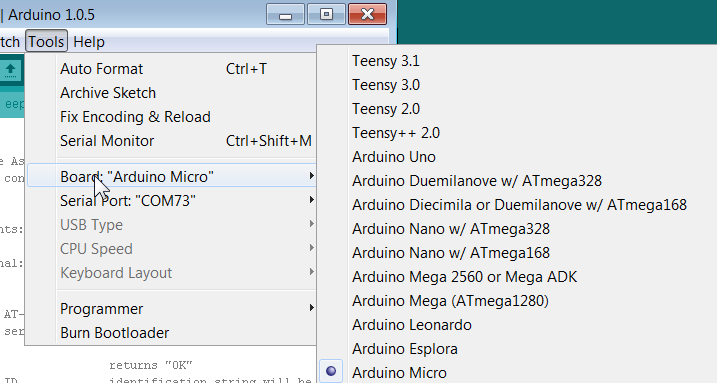 | Arduino 1.0.5
tch Tools Help
Auto Format Ctrl+T
Archive Sketch
Fix Encoding & Reload
Serial Monitor Ctrl+Shift+M
Board: "Arduino Micro"
Serial Port: "COM73"
USB Type
CPU Speed
Keyboard Layout
Programmer
Burn Bootloader
Teensy 3.1
Teensy 3.0
Teensy 2.0
Teensy++ 2.0
Arduino Uno
Arduino Duemilanove w/ ATmega328
Arduino Diecimila or Duemilanove w/ ATmega168
Arduino Nano w/ ATmega328
Arduino Nano w/ ATmega168
Arduino Mega 2560 or Mega ADK
Arduino Mega (ATmega1280)
Arduino Leonardo
Arduino Esplora
Arduino Micro
eep
e As
con
nts:
nal:
AT-
ser
returns "OK"
ID identification string will be